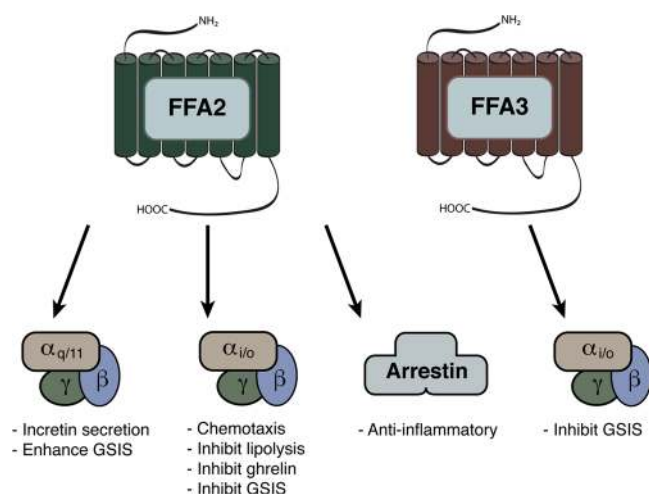 NH₂
NH₂
FFA2
FFA3
HOOC
HOOC
αq/11
γ
β
αi/o
γ
β
Arrestin
αi/o
γ
β
- Incretin secretion
- Enhance GSIS
- Chemotaxis
- Inhibit lipolysis
- Inhibit ghrelin
- Inhibit GSIS
- Anti-inflammatory
- Inhibit GSIS